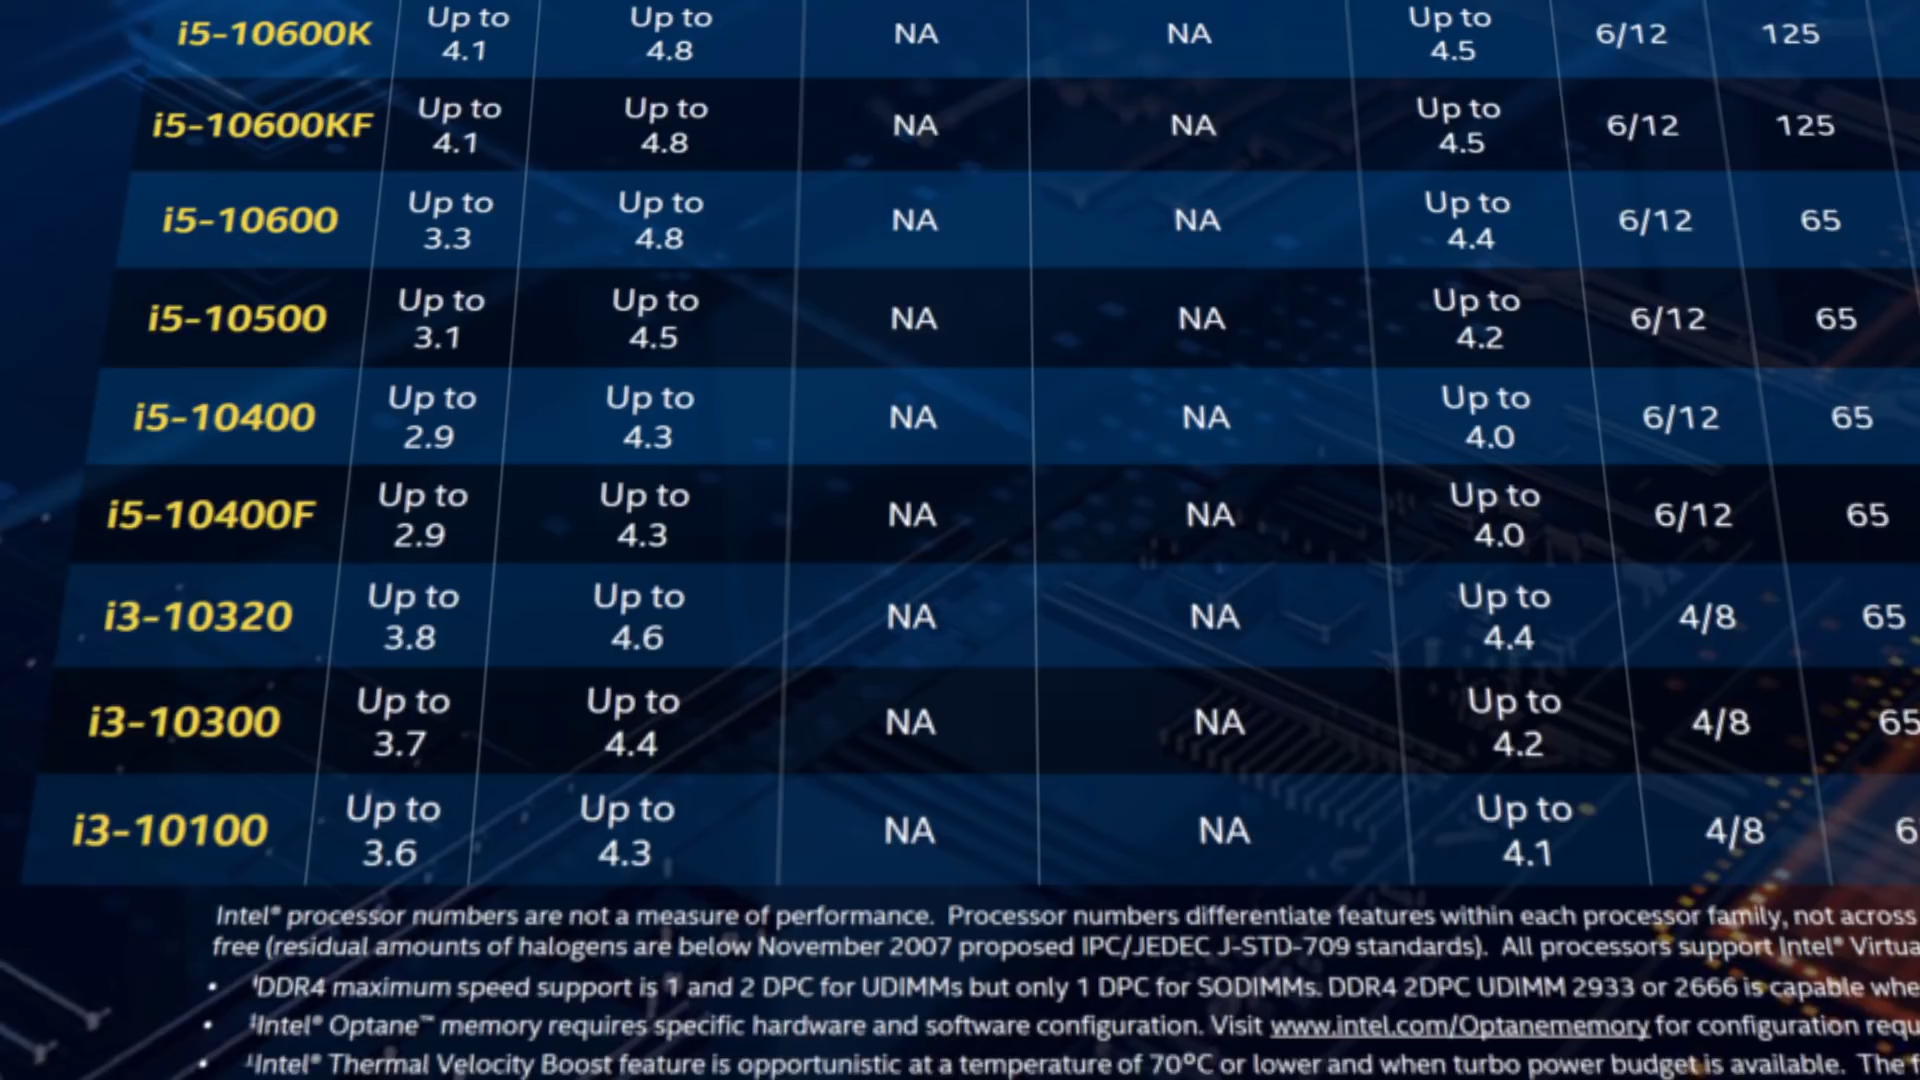 i5-10600K Up to 4.1 Up to 4.8 NA NA Up to 4.5 6/12 125
i5-10600KF Up to 4.1 Up to 4.8 NA NA Up to 4.5 6/12 125
i5-10600 Up to 3.3 Up to 4.8 NA NA Up to 4.4 6/12 65
i5-10500 Up to 3.1 Up to 4.5 NA NA Up to 4.2 6/12 65
i5-10400 Up to 2.9 Up to 4.3 NA NA Up to 4.0 6/12 65
i5-10400F Up to 2.9 Up to 4.3 NA NA Up to 4.0 6/12 65
i3-10320 Up to 3.8 Up to 4.6 NA NA Up to 4.4 4/8 65
i3-10300 Up to 3.7 Up to 4.4 NA NA Up to 4.2 4/8 65
i3-10100 Up to 3.6 Up to 4.3 NA NA Up to 4.1 4/8 6
Intel® processor numbers are not a measure of performance. Processor numbers differentiate features within each processor family, not across
free (residual amounts of halogens are below November 2007 proposed IPC/JEDEC J-STD-709 standards). All processors support Intel® Virtua
• ¹DDR4 maximum speed support is 1 and 2 DPC for UDIMMs but only 1 DPC for SODIMMs. DDR4 2DPC UDIMM 2933 or 2666 is capable whe
• Intel® Optane™ memory requires specific hardware and software configuration. Visit www.intel.com/Optanememory for configuration requ
• Intel® Thermal Velocity Boost feature is opportunistic at a temperature of 70°C or lower and when turbo power budget is available. The f